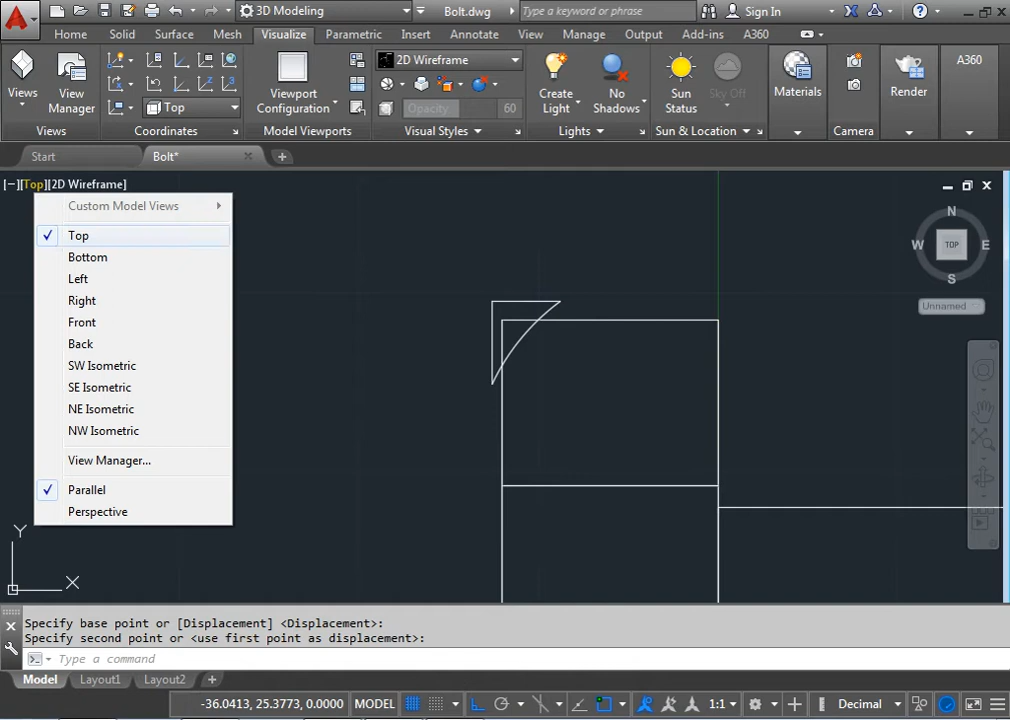 3D Modeling
Bolt.dwg
Type a keyword or phrase
Sign In
Home Solid Surface Mesh Visualize Parametric Insert Annotate View Manage Output Add-ins A360
Views
View
Manager
Top
Viewport
Configuration
2D Wireframe
Opacity 60
Create
Light
No
Shadows
Sun
Status
Sky Off
Materials
Render
A360
Views
Coordinates
Model Viewports
Visual Styles
Lights
Sun & Location
Camera
Start
Bolt*
[−][Top][2D Wireframe]
Custom Model Views
Top
Bottom
Left
Right
Front
Back
SW Isometric
SE Isometric
NE Isometric
NW Isometric
View Manager...
Parallel
Perspective
N
W TOP E
S
Unnamed
Y
X
Specify base point or [Displacement] <Displacement>:
Specify second point or <use first point as displacement>:
Type a command
Model Layout1 Layout2
-36.0413, 25.3773, 0.0000 MODEL 1:1 Decimal